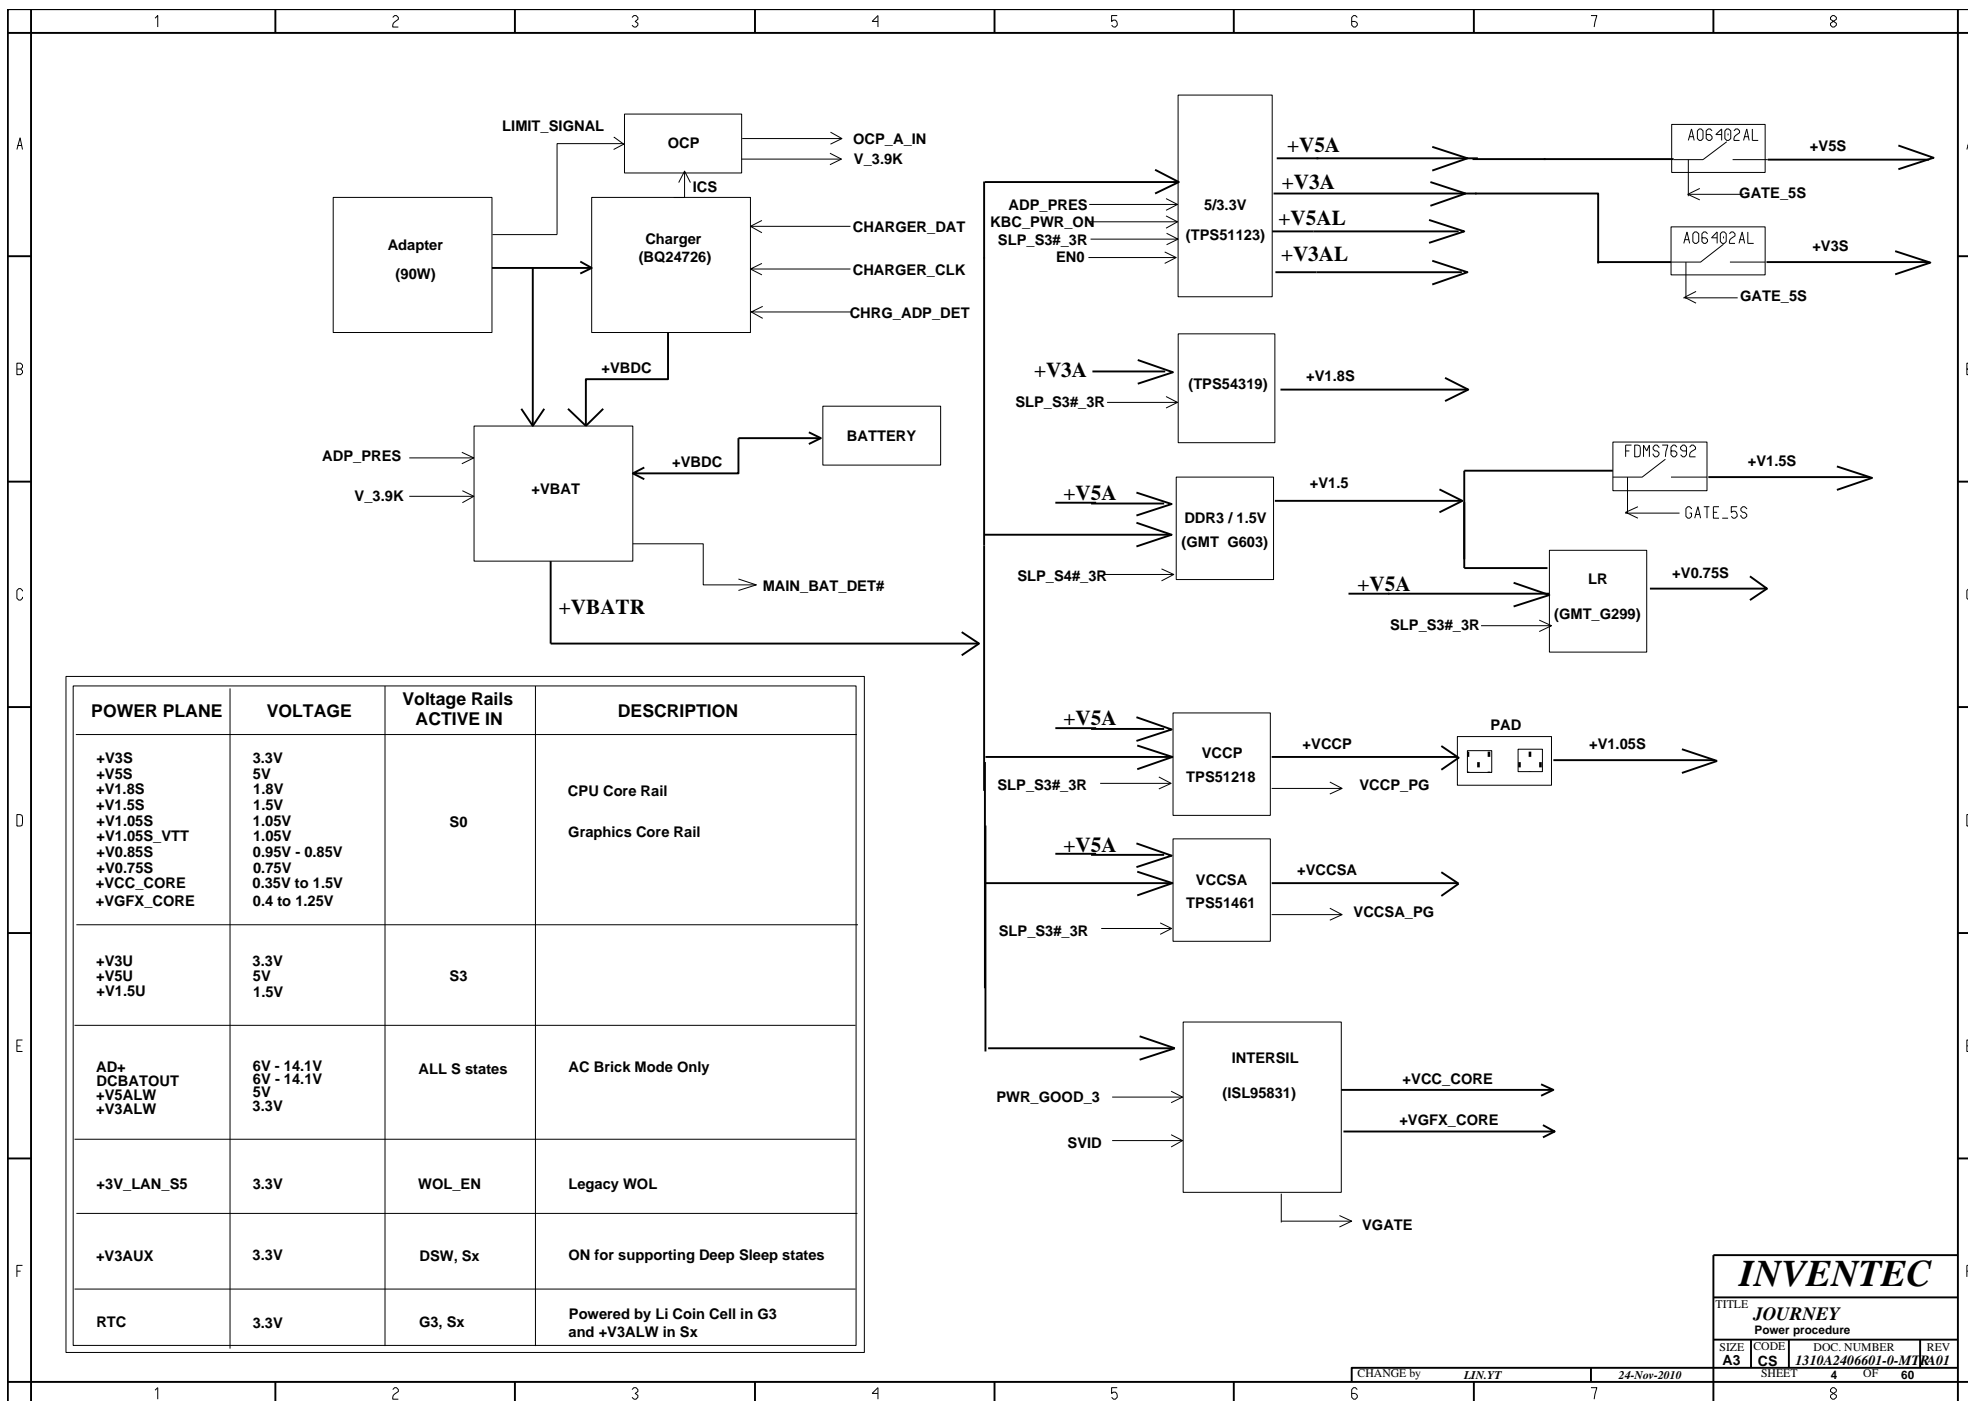 1 2 3 4 5 6 7 8
A
B
C
D
E
F
LIMIT_SIGNAL
OCP
OCP_A_IN
V_3.9K
ICS
Adapter
(90W)
Charger
(BQ24726)
CHARGER_DAT
CHARGER_CLK
CHRG_ADP_DET
+VBDC
ADP_PRES
V_3.9K
+VBAT
+VBDC
BATTERY
MAIN_BAT_DET#
+VBATR
ADP_PRES
KBC_PWR_ON
SLP_S3#_3R
EN0
5/3.3V
(TPS51123)
+V5A
+V3A
+V5AL
+V3AL
AO6402AL
+V5S
GATE_5S
AO6402AL
+V3S
GATE_5S
+V3A
SLP_S3#_3R
(TPS54319)
+V1.8S
+V5A
SLP_S4#_3R
DDR3 / 1.5V
(GMT G603)
+V1.5
FDMS7692
+V1.5S
GATE_5S
+V5A
SLP_S3#_3R
LR
(GMT_G299)
+V0.75S
+V5A
SLP_S3#_3R
VCCP
TPS51218
+VCCP
VCCP_PG
PAD
+V1.05S
+V5A
SLP_S3#_3R
VCCSA
TPS51461
+VCCSA
VCCSA_PG
INTERSIL
(ISL95831)
PWR_GOOD_3
SVID
+VCC_CORE
+VGFX_CORE
VGATE
POWER PLANE VOLTAGE Voltage Rails ACTIVE IN DESCRIPTION
+V3S 3.3V
+V5S 5V
+V1.8S 1.8V
+V1.5S 1.5V
+V1.05S 1.05V
+V1.05S_VTT 1.05V
+V0.85S 0.95V - 0.85V
+V0.75S 0.75V
+VCC_CORE 0.35V to 1.5V
+VGFX_CORE 0.4 to 1.25V
S0
CPU Core Rail
Graphics Core Rail
+V3U 3.3V
+V5U 5V
+V1.5U 1.5V
S3
AD+ 6V - 14.1V
DCBATOUT 6V - 14.1V
+V5ALW 5V
+V3ALW 3.3V
ALL S states
AC Brick Mode Only
+3V_LAN_S5 3.3V WOL_EN Legacy WOL
+V3AUX 3.3V DSW, Sx ON for supporting Deep Sleep states
RTC 3.3V G3, Sx Powered by Li Coin Cell in G3
and +V3ALW in Sx
INVENTEC
TITLE
JOURNEY
Power procedure
SIZE CODE DOC. NUMBER REV
A3 CS 1310A2406601-0-MTR A01
CHANGE by LIN.YT 24-Nov-2010 SHEET 4 OF 60
1 2 3 4 5 6 7 8